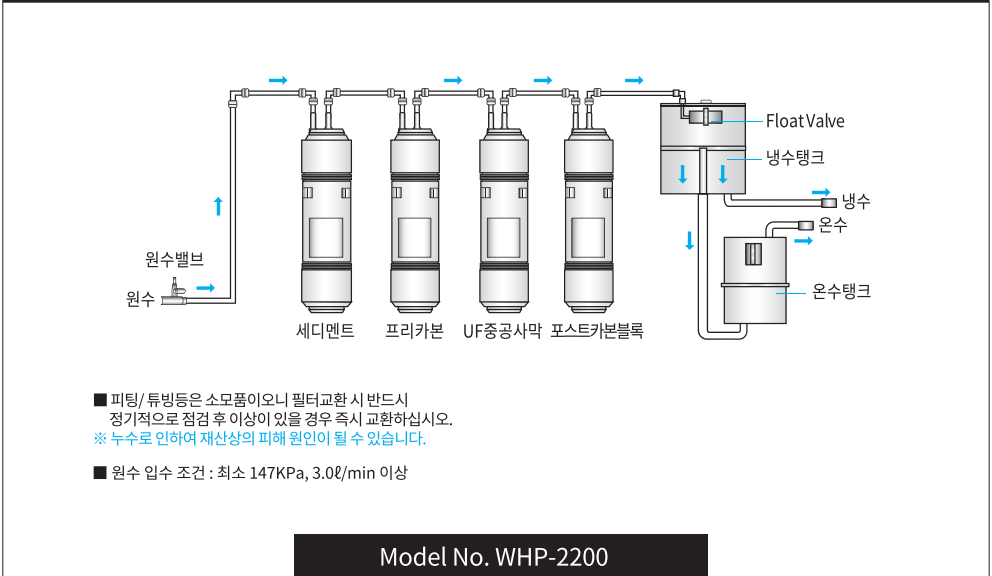 Float Valve
냉수탱크
냉수
온수
원수밸브
온수탱크
원수
세디멘트 프리카본 UF중공사막 포스트카본블록
■ 피팅/ 튜빙등은 소모품이오니 필터교환 시 반드시
정기적으로 점검 후 이상이 있을 경우 즉시 교환하십시오.
※ 누수로 인하여 재산상의 피해 원인이 될 수 있습니다.
■ 원수 입수 조건 : 최소 147KPa, 3.0ℓ/min 이상
Model No. WHP-2200